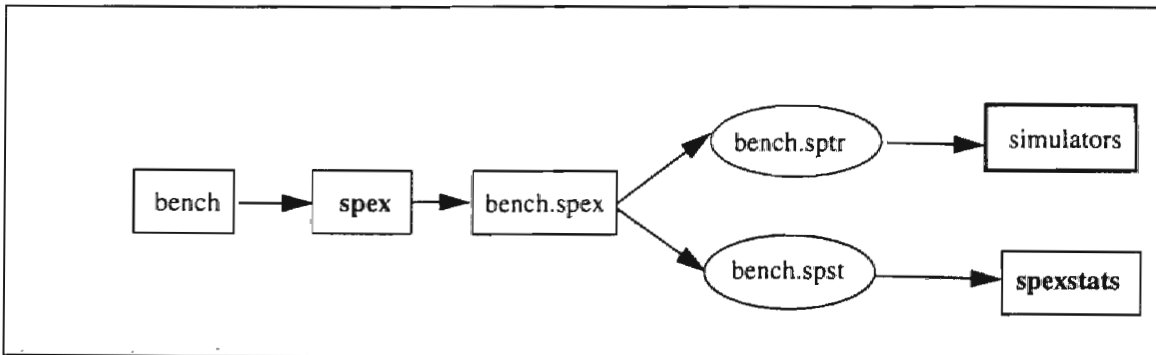 bench.sptr
simulators
bench
spex
bench.spex
bench.spst
spexstats